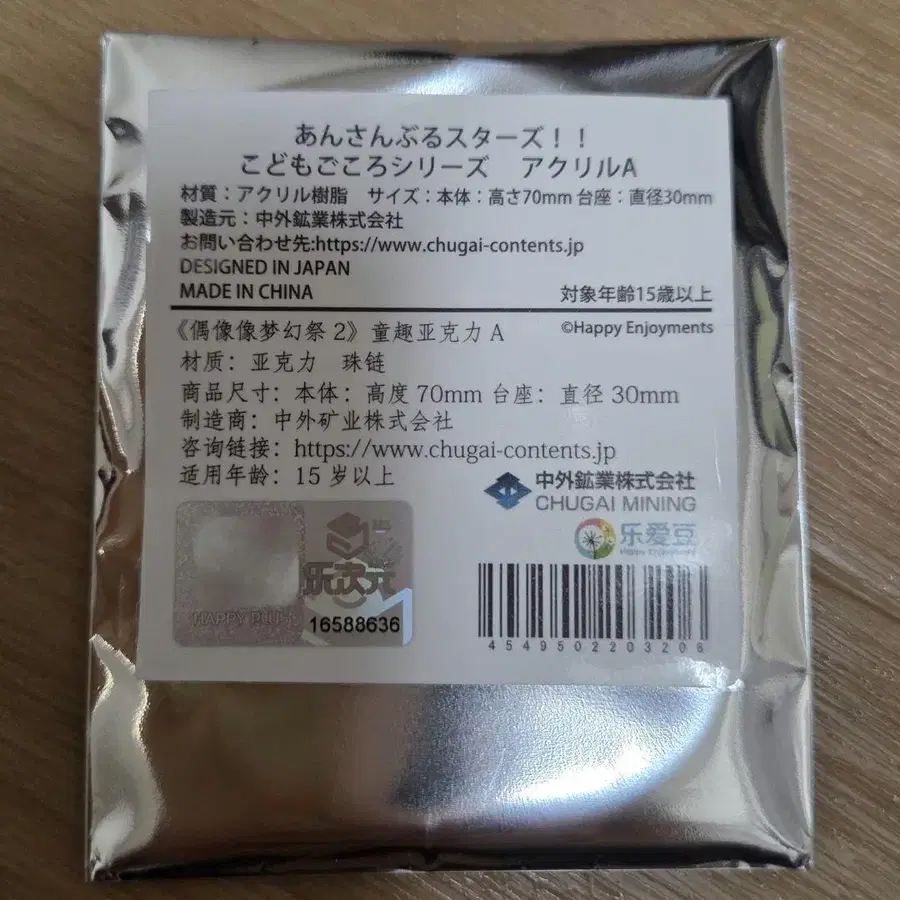 あんさんぶるスターズ！！
こどもごころシリーズ　アクリルA
材質：アクリル樹脂　サイズ：本体：高さ70mm 台座：直径30mm
製造元：中外鉱業株式会社
お問い合わせ先:https://www.chugai-contents.jp
DESIGNED IN JAPAN
MADE IN CHINA
対象年齢15歳以上
《偶像像梦幻祭 2》童趣亚克力 A
©Happy Enjoyments
材质：亚克力　珠链
商品尺寸：本体：高度 70mm 台座：直径 30mm
制造商：中外矿业株式会社
咨询链接：https://www.chugai-contents.jp
适用年龄：15 岁以上
中外鉱業株式会社
CHUGAI MINING
乐爱豆
Happy Enjoyments
乐次元
HAPPY
16588636
4549502203208